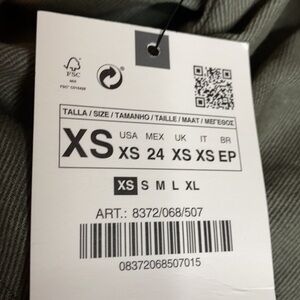 FSC
TALLA / SIZE / TAMANHO / TAILLE / MAAT / ΜΕΓΕΘΟΣ
XS
USA MEX UK IT BR
XS 24 XS XS EP
XS S M L XL
ART.: 8372/068/507
08372068507015